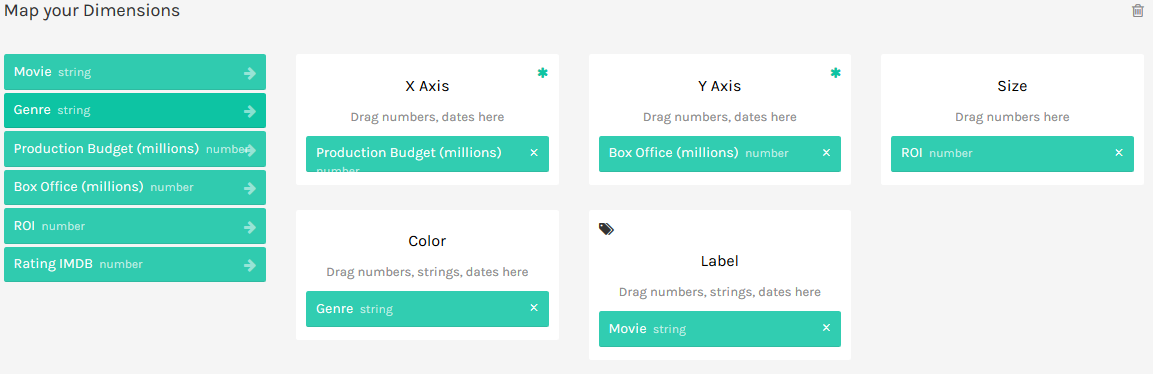 Map your Dimensions
Movie string
Genre string
Production Budget (millions) number
Box Office (millions) number
ROI number
Rating IMDB number
X Axis
Drag numbers, dates here
Production Budget (millions)
number
Y Axis
Drag numbers, dates here
Box Office (millions) number
Size
Drag numbers here
ROI number
Color
Drag numbers, strings, dates here
Genre string
Label
Drag numbers, strings, dates here
Movie string